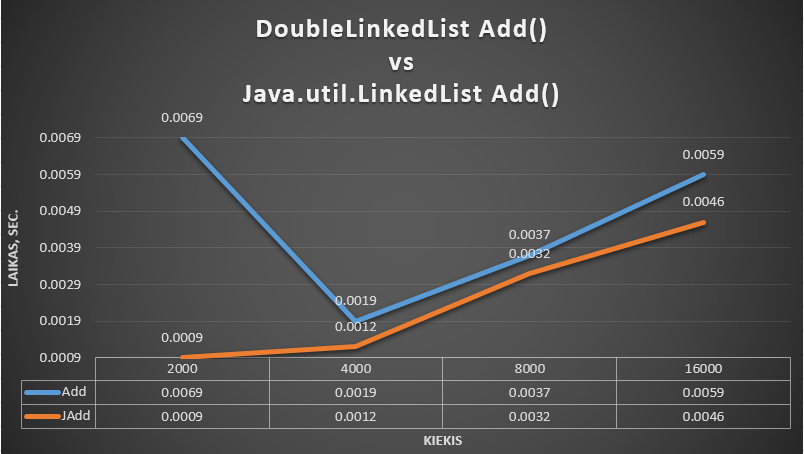 DoubleLinkedList Add()
vs
Java.util.LinkedList Add()
0.0069
0.0069
0.0059
0.0059
0.0049
0.0046
0.0039
0.0037
0.0032
0.0029
0.0019
0.0019
0.0012
0.0009
0.0009
LAIKAS, SEC.
2000 4000 8000 16000
Add 0.0069 0.0019 0.0037 0.0059
JAdd 0.0009 0.0012 0.0032 0.0046
KIEKIS